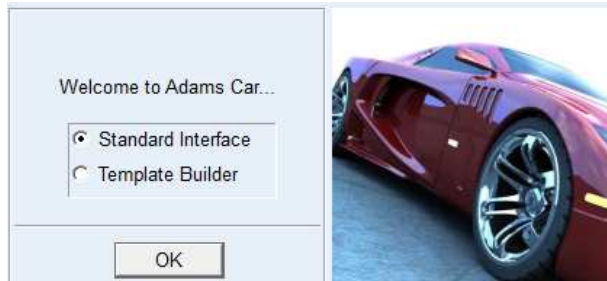 Welcome to Adams Car...
Standard Interface
Template Builder
OK